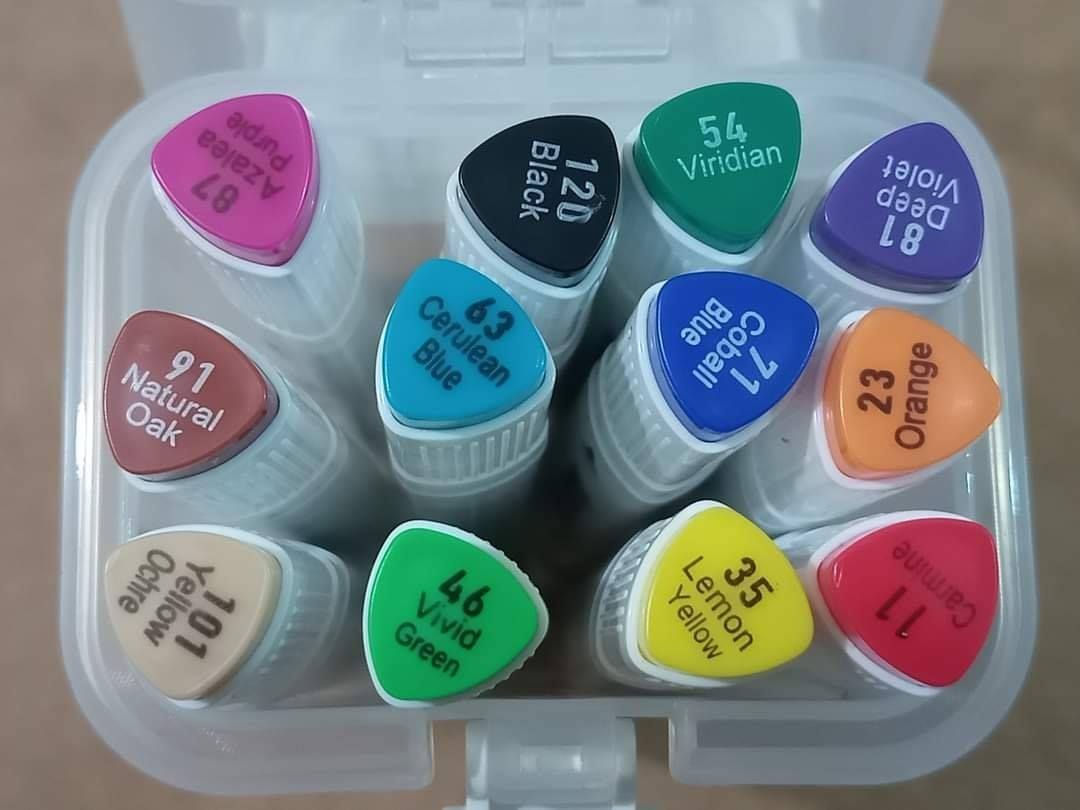 87
Azalea
Purple
120
Black
54
Viridian
81
Deep
Violet
91
Natural
Oak
63
Cerulean
Blue
71
Coball
Blue
23
Orange
101
Yellow
Ochre
46
Vivid
Green
35
Lemon
Yellow
11
Carmine